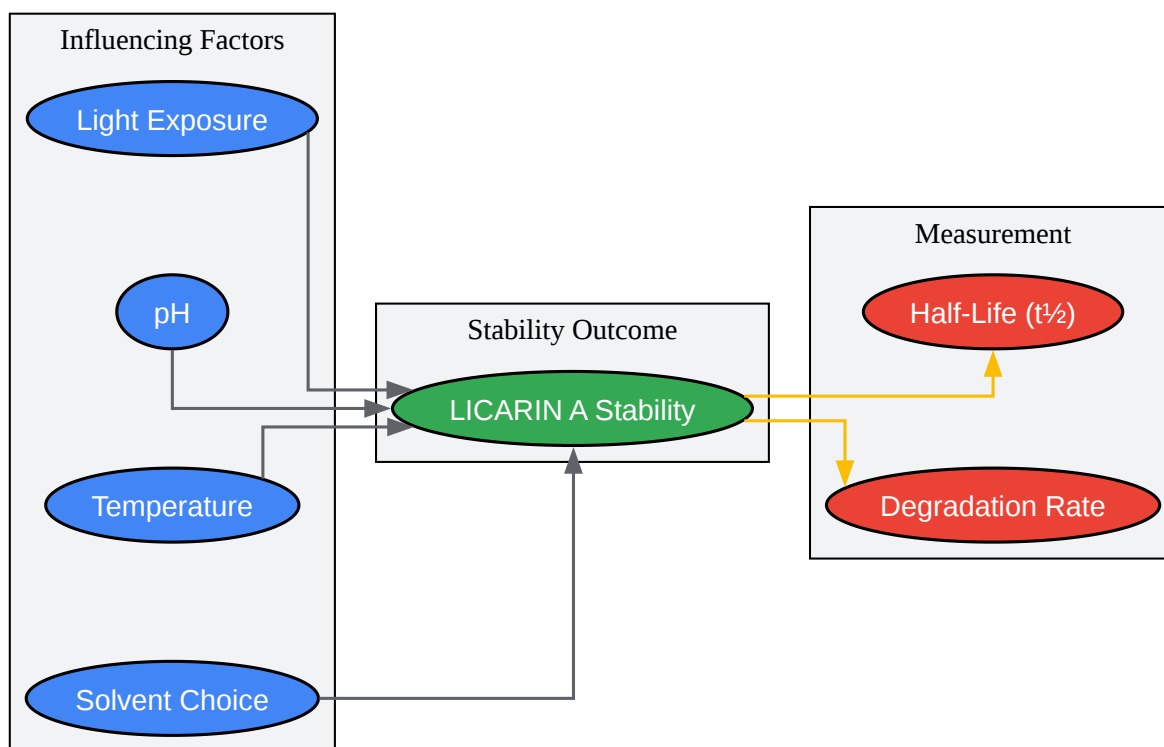 Influencing Factors
Light Exposure
pH
Temperature
Solvent Choice
Stability Outcome
LICARIN A Stability
Measurement
Half-Life (t½)
Degradation Rate